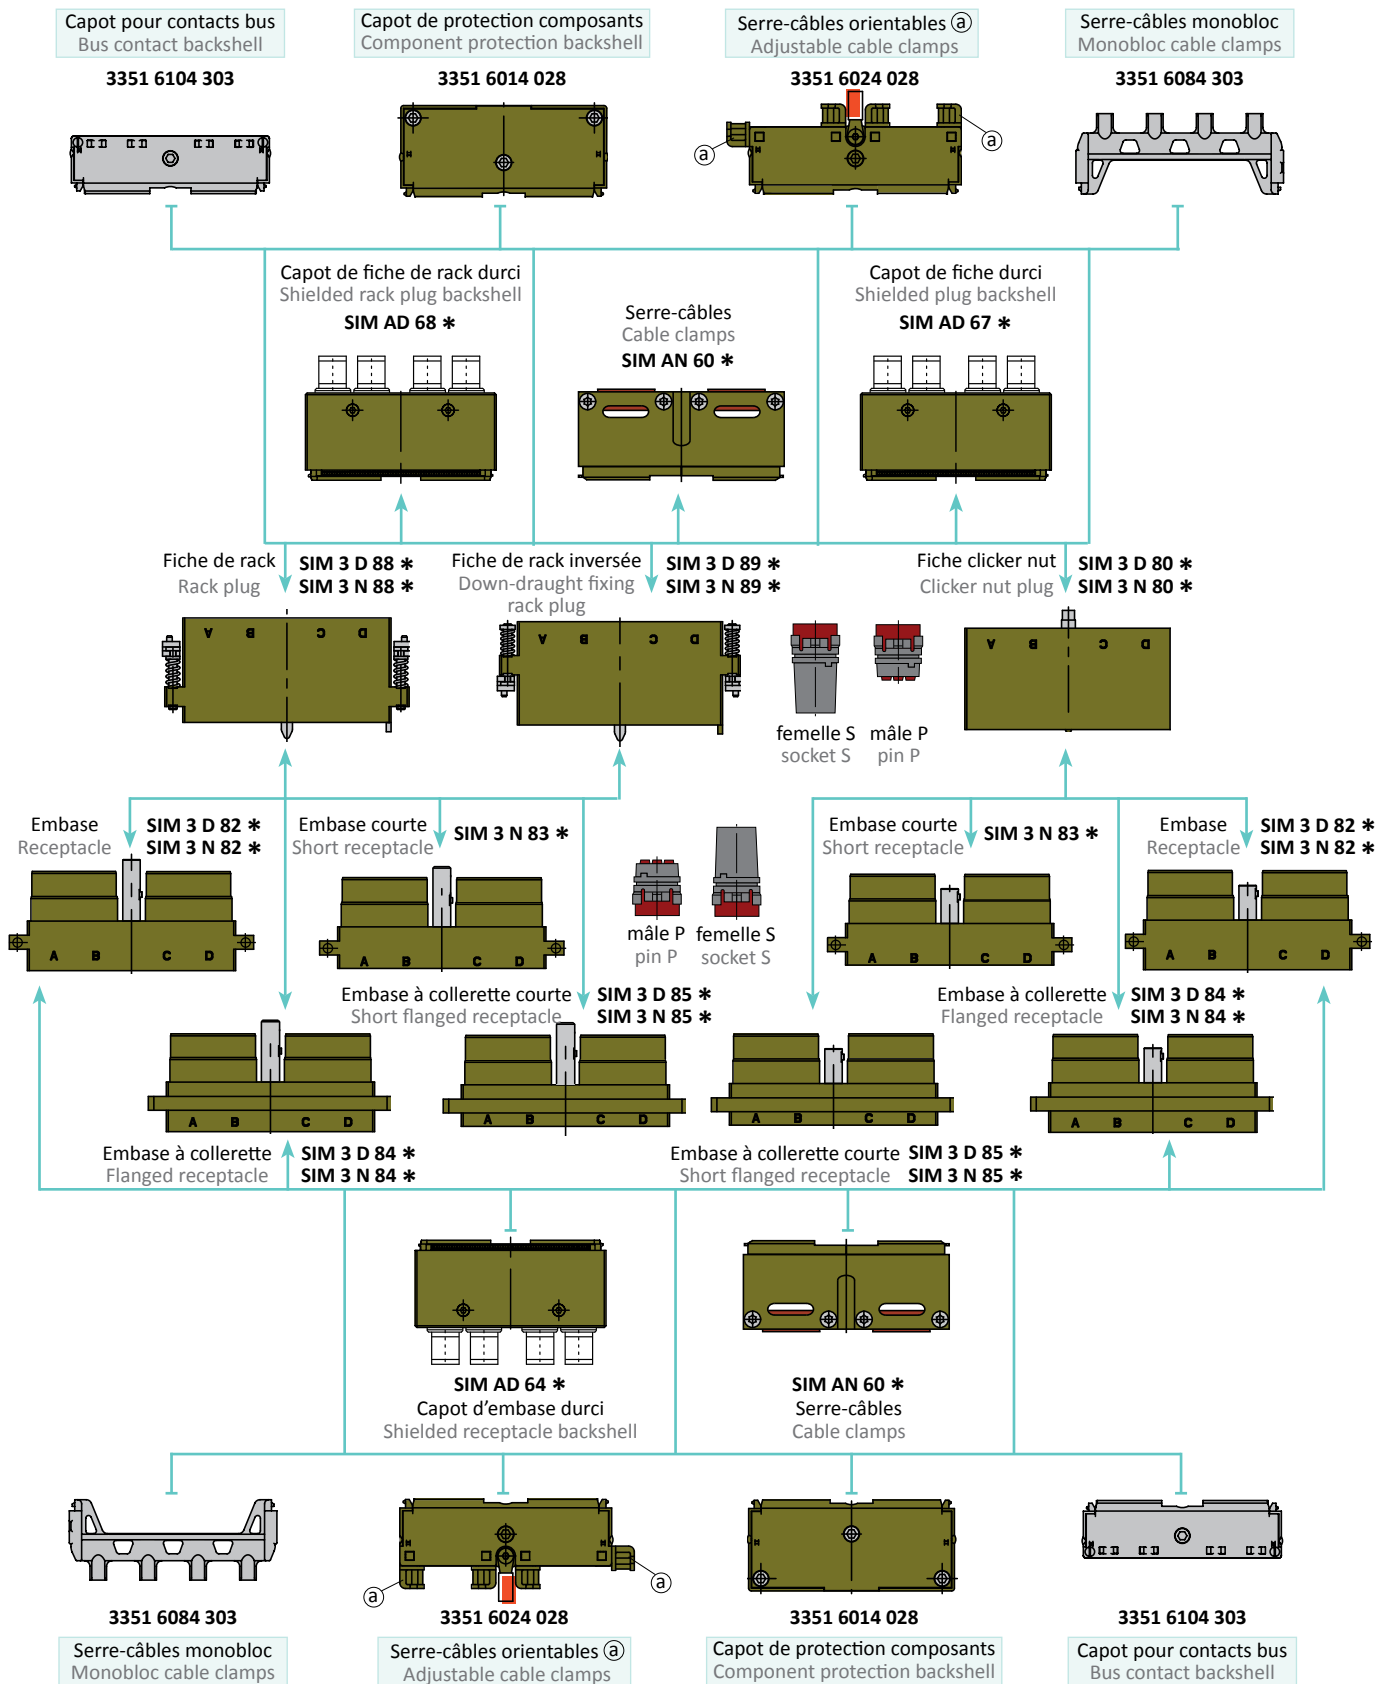 Capot pour contacts bus
Bus contact backshell
3351 6104 303
Capot de protection composants
Component protection backshell
3351 6014 028
Serre-câbles orientables ⓐ
Adjustable cable clamps
3351 6024 028
ⓐ
ⓐ
Serre-câbles monobloc
Monobloc cable clamps
3351 6084 303
Capot de fiche de rack durci
Shielded rack plug backshell
SIM AD 68 *
Serre-câbles
Cable clamps
SIM AN 60 *
Capot de fiche durci
Shielded plug backshell
SIM AD 67 *
Fiche de rack
Rack plug
SIM 3 D 88 *
SIM 3 N 88 *
A B C D
Fiche de rack inversée
Down-draught fixing
rack plug
SIM 3 D 89 *
SIM 3 N 89 *
A B C D
femelle S
socket S
mâle P
pin P
Fiche clicker nut
Clicker nut plug
SIM 3 D 80 *
SIM 3 N 80 *
A B C D
Embase
Receptacle
SIM 3 D 82 *
SIM 3 N 82 *
A B C D
Embase courte
Short receptacle
SIM 3 N 83 *
A B C D
mâle P
pin P
femelle S
socket S
Embase courte
Short receptacle
SIM 3 N 83 *
A B C D
Embase
Receptacle
SIM 3 D 82 *
SIM 3 N 82 *
A B C D
Embase à collerette courte
Short flanged receptacle
SIM 3 D 85 *
SIM 3 N 85 *
Embase à collerette
Flanged receptacle
SIM 3 D 84 *
SIM 3 N 84 *
A B C D
A B C D
A B C D
A B C D
Embase à collerette
Flanged receptacle
SIM 3 D 84 *
SIM 3 N 84 *
Embase à collerette courte
Short flanged receptacle
SIM 3 D 85 *
SIM 3 N 85 *
SIM AD 64 *
Capot d'embase durci
Shielded receptacle backshell
SIM AN 60 *
Serre-câbles
Cable clamps
3351 6084 303
Serre-câbles monobloc
Monobloc cable clamps
ⓐ
ⓐ
3351 6024 028
Serre-câbles orientables ⓐ
Adjustable cable clamps
3351 6014 028
Capot de protection composants
Component protection backshell
3351 6104 303
Capot pour contacts bus
Bus contact backshell